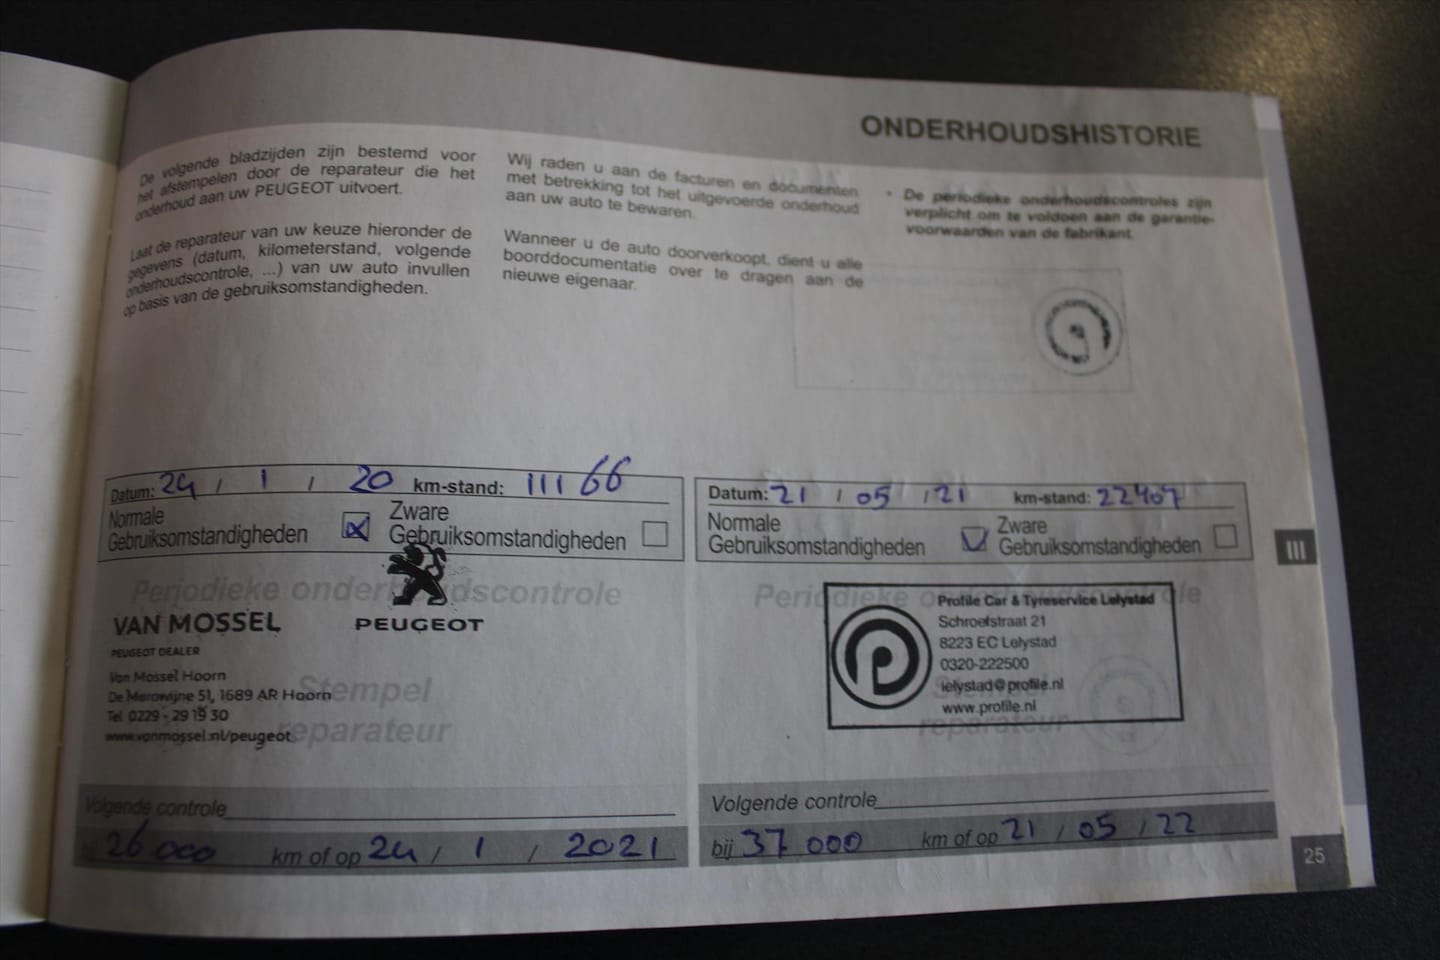 ONDERHOUDSHISTORIE
De volgende bladzijden zijn bestemd voor
het afstempelen door de reparateur die het
onderhoud aan uw PEUGEOT uitvoert.
Laat de reparateur van uw keuze hieronder de
gegevens (datum, kilometerstand, volgende
onderhoudscontrole, ...) van uw auto invullen
op basis van de gebruiksomstandigheden.
Wij raden u aan de facturen en documenten
met betrekking tot het uitgevoerde onderhoud
aan uw auto te bewaren.
Wanneer u de auto doorverkoopt, dient u alle
boorddocumentatie over te dragen aan de
nieuwe eigenaar.
* De periodieke onderhoudscontroles zijn
verplicht om te voldoen aan de garantie-
voorwaarden van de fabrikant.
Datum: 24 / 1 / 20 km-stand: 11166
Normale
Gebruiksomstandigheden
Zware
Gebruiksomstandigheden
Periodieke onderhoudscontrole
VAN MOSSEL
PEUGEOT DEALER
PEUGEOT
Van Mossel Hoorn
De Merowijne 51, 1689 AR Hoorn
Tel. 0229 - 29 19 30
www.vanmossel.nl/peugeot
Stempel
reparateur
Volgende controle
bij 26 000 km of op 24 / 1 / 2021
Datum: 21 / 05 / 21 km-stand: 22407
Normale
Gebruiksomstandigheden
Zware
Gebruiksomstandigheden
Periodieke onderhoudscontrole
Profile Car & Tyreservice Lelystad
Schroefstraat 21
8223 EC Lelystad
0320-222500
lelystad@profile.nl
www.profile.nl
reparateur
Volgende controle
bij 37 000 km of op 21 / 05 / 22
III
25